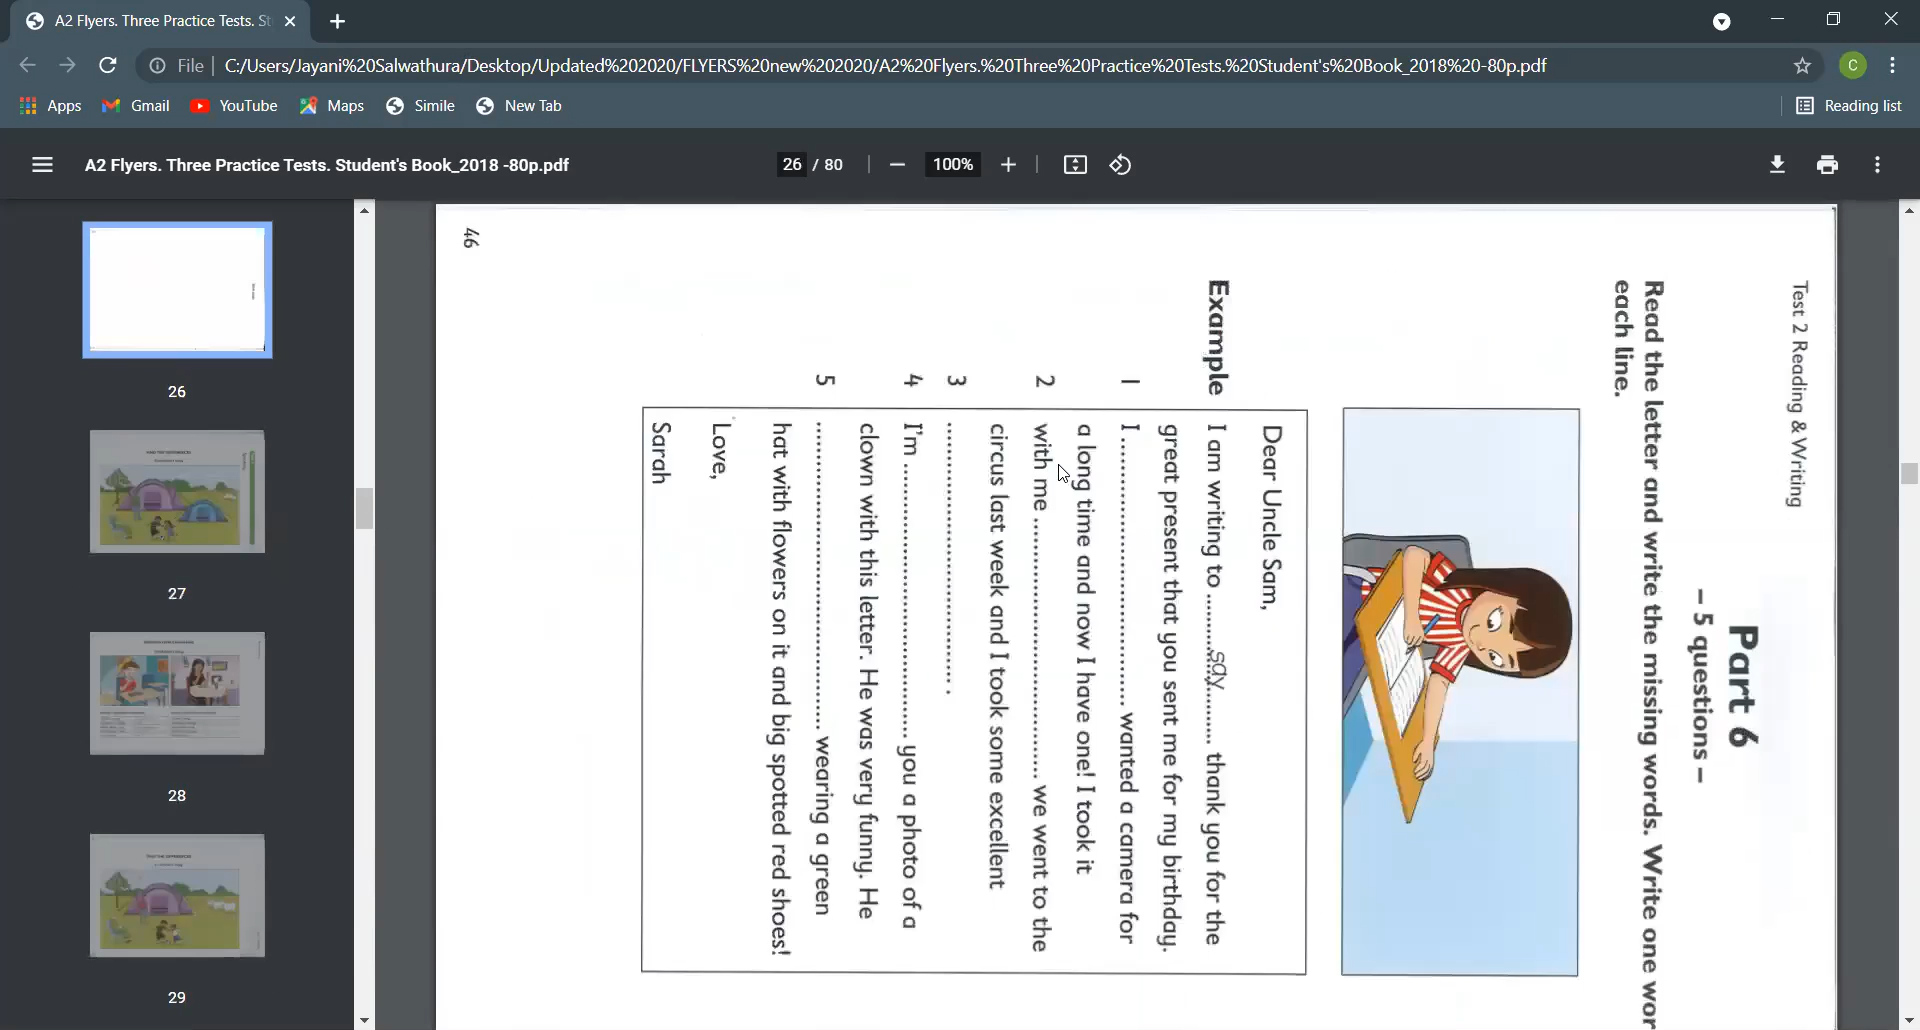 A2 Flyers. Three Practice Tests. St
File
C:/Users/Jayani%20Salwathura/Desktop/Updated%202020/FLYERS%20new%202020/A2%20Flyers.%20Three%20Practice%20Tests.%20Student's%20Book_2018%20-80p.pdf
C
Apps
Gmail
YouTube
Maps
Simile
New Tab
Reading list
A2 Flyers. Three Practice Tests. Student's Book_2018 -80p.pdf
26 / 80
100%
26
27
28
29
Test 2 Reading & Writing
Part 6
– 5 questions –
Read the letter and write the missing words. Write one wor
each line.
Dear Uncle Sam,
Example I am writing to ..........say.......... thank you for the
great present that you sent me for my birthday.
1 I ........................................ wanted a camera for
a long time and now I have one! I took it
2 with me ........................................ we went to the
circus last week and I took some excellent
3 ........................................ .
4 I'm ........................................ you a photo of a
clown with this letter. He was very funny. He
5 ........................................ wearing a green
hat with flowers on it and big spotted red shoes!
Love,
Sarah
46